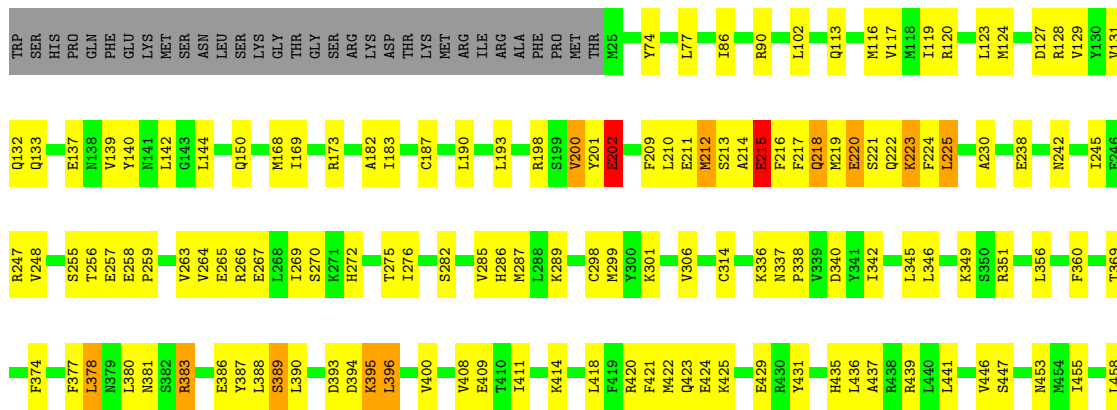 TRP SER HIS PRO GLN PHE GLU LYS MET SER ASN LEU SER LYS GLY THR GLY SER ARG LYS ASP THR LYS MET ARG ILE ARG ALA PHE PRO MET THR M25 Y74 L77 I86 R90 L102 Q113 M116 V117 M118 I119 R120 L123 M124 D127 R128 V129 Y130 V131
Q132 Q133 E137 N138 V139 Y140 N141 L142 G143 L144 Q150 M168 I169 R173 A182 I183 C187 L190 L193 R198 S199 V200 Y201 E202 F209 L210 E211 M212 S213 A214 E215 F216 F217 Q218 M219 E220 S221 Q222 K223 F224 L225 A230 E238 N242 I245 F246
R247 V248 S255 T256 E257 E258 P259 V263 V264 E265 R266 E267 L268 I269 S270 K271 H272 T275 I276 S282 V285 H286 M287 L288 K289 C298 M299 Y300 K301 V306 C314 K336 N337 P338 V339 D340 Y341 I342 L345 L346 K349 S350 R351 L356 F360 T363
F374 F377 L378 N379 L380 N381 S382 R383 E386 Y387 L388 S389 L390 D393 D394 K395 L396 V400 V408 E409 T410 I411 K414 L418 F419 R420 F421 M422 Q423 E424 K425 E429 R430 Y431 H435 L436 A437 R438 R439 L440 L441 V446 S447 N453 M454 I455